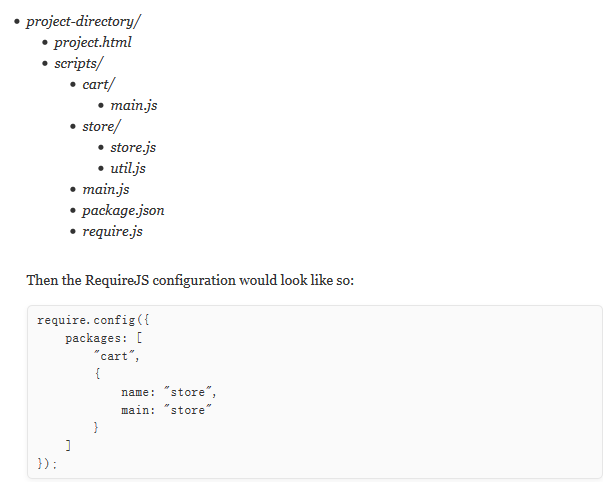 project-directory/
project.html
scripts/
cart/
main.js
store/
store.js
util.js
main.js
package.json
require.js
Then the RequireJS configuration would look like so:
require.config({
    packages: [
        "cart",
        {
            name: "store",
            main: "store"
        }
    ]
});